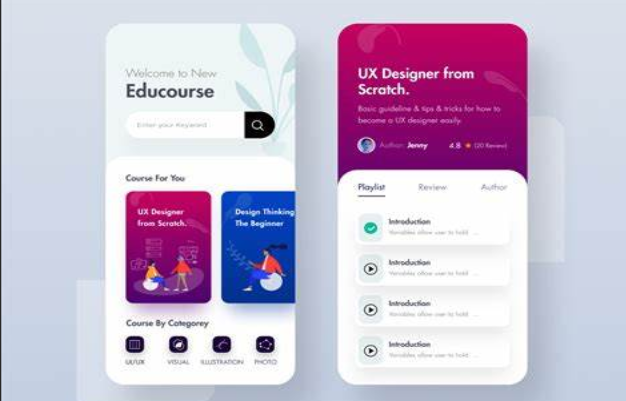 Welcome to New
Educourse
Enter your Keyword
Course For You
UX Designer
from Scratch.
Design Thinking
The Beginner
Course By Categorey
UI/UX
VISUAL
ILLUSTRATION
PHOTO
UX Designer from
Scratch.
Basic guideline & tips & tricks for how to
become a UX designer easily.
Author: Jenny
4.8 ★ (20 Review)
Playlist
Review
Author
Introduction
Variables allow user to hold ...
Introduction
Variables allow user to hold ...
Introduction
Variables allow user to hold ...
Introduction
Variables allow user to hold ...